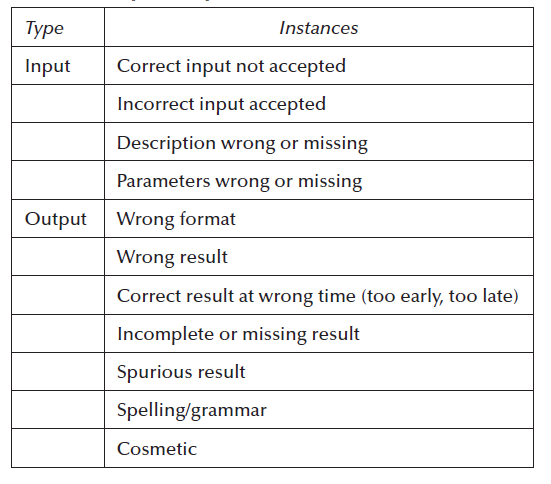 Type Instances
Input Correct input not accepted
Incorrect input accepted
Description wrong or missing
Parameters wrong or missing
Output Wrong format
Wrong result
Correct result at wrong time (too early, too late)
Incomplete or missing result
Spurious result
Spelling/grammar
Cosmetic